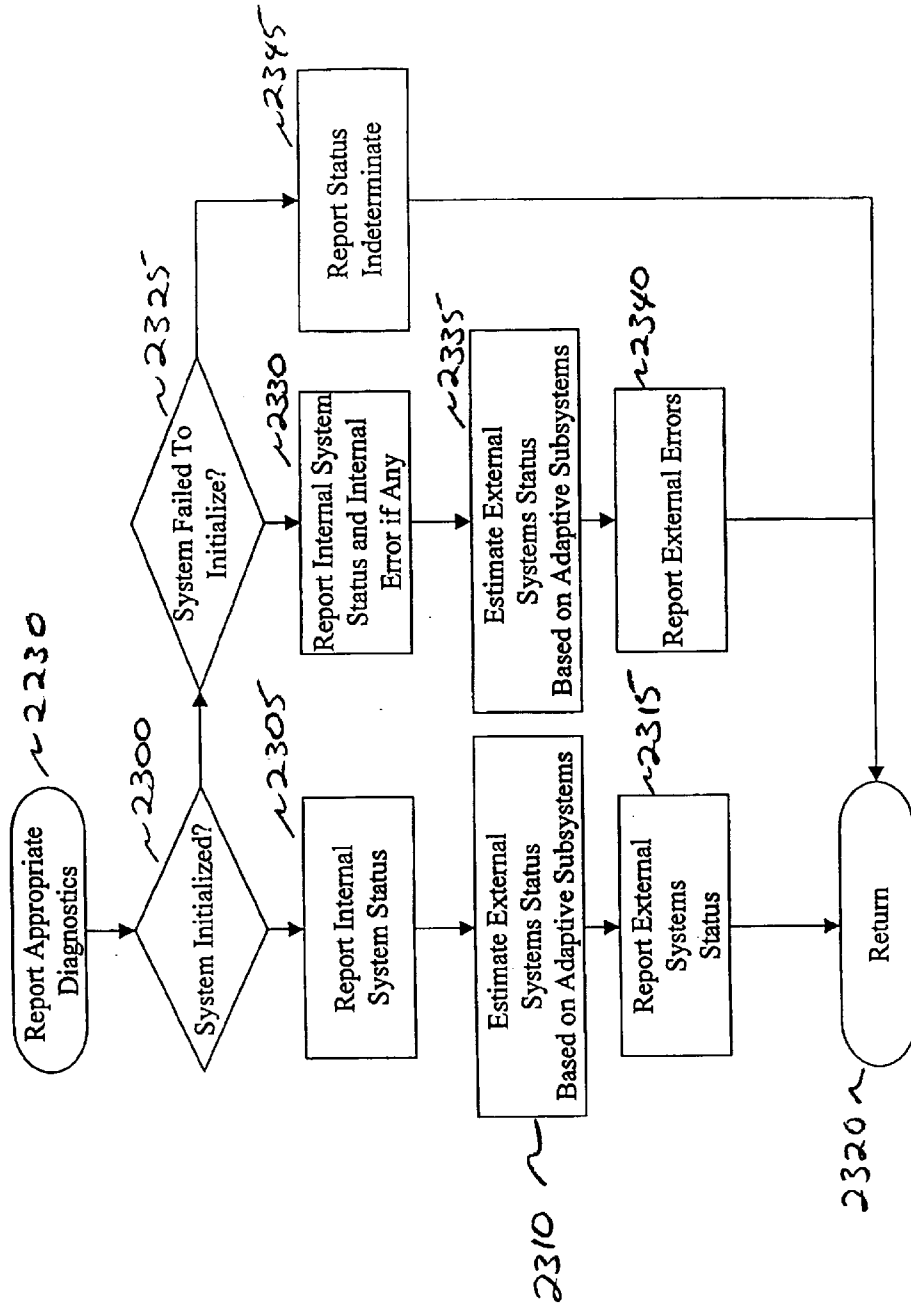 Report Appropriate
Diagnostics
~2230
System Initialized?
~2300
System Failed To
Initialize?
~2325
Report Internal
System Status
~2305
Report Internal System
Status and Internal
Error if Any
~2330
Report Status
Indeterminate
~2345
Estimate External
Systems Status
Based on Adaptive Subsystems
2310 ~
Estimate External
Systems Status
Based on Adaptive Subsystems
~2335
Report External
Systems
Status
~2315
Report External Errors
~2340
Return
2320 ~